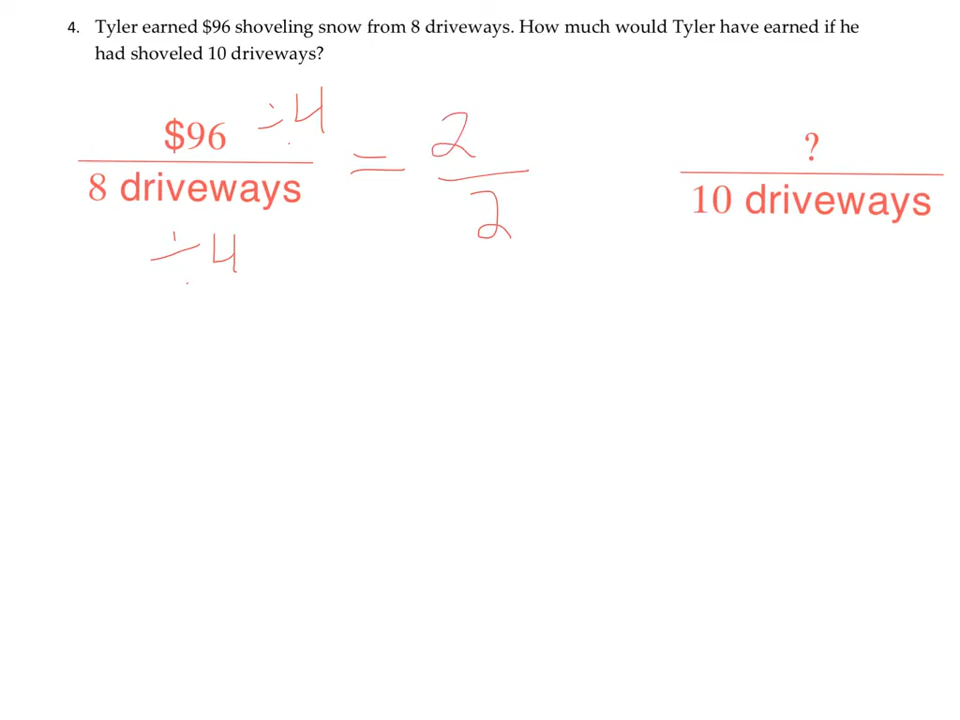 4. Tyler earned $96 shoveling snow from 8 driveways. How much would Tyler have earned if he
had shoveled 10 driveways?
$96 ÷4
8 driveways
÷4
=
2
2
?
10 driveways